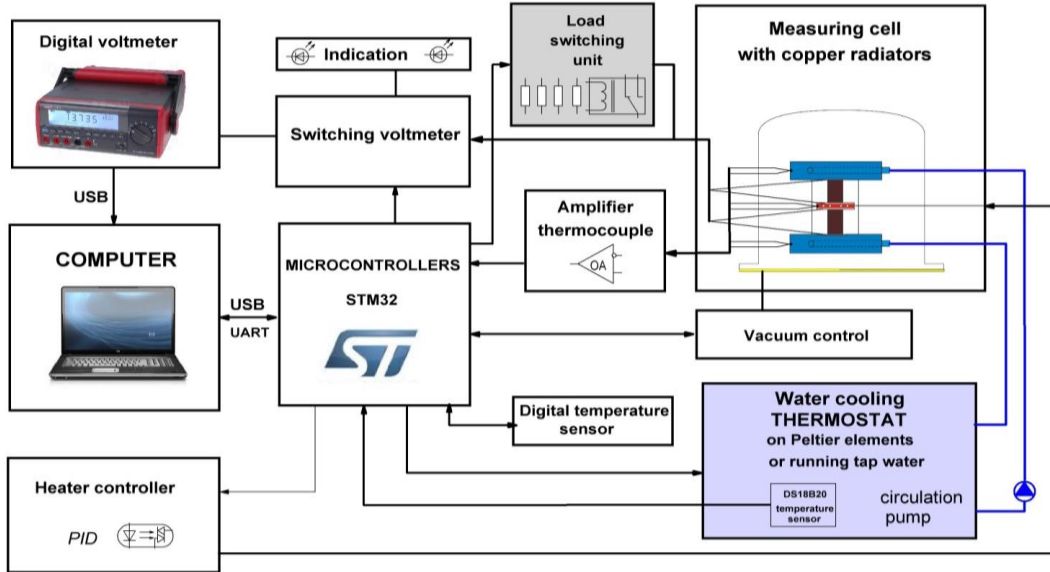 Digital voltmeter
13735
USB
COMPUTER
USB
UART
Heater controller
PID
Indication
Switching voltmeter
MICROCONTROLLERS
STM32
ST
Load
switching
unit
Amplifier
thermocouple
OA
Measuring cell
with copper radiators
Vacuum control
Digital temperature
sensor
Water cooling
THERMOSTAT
on Peltier elements
or running tap water
DS18B20
temperature
sensor
circulation
pump